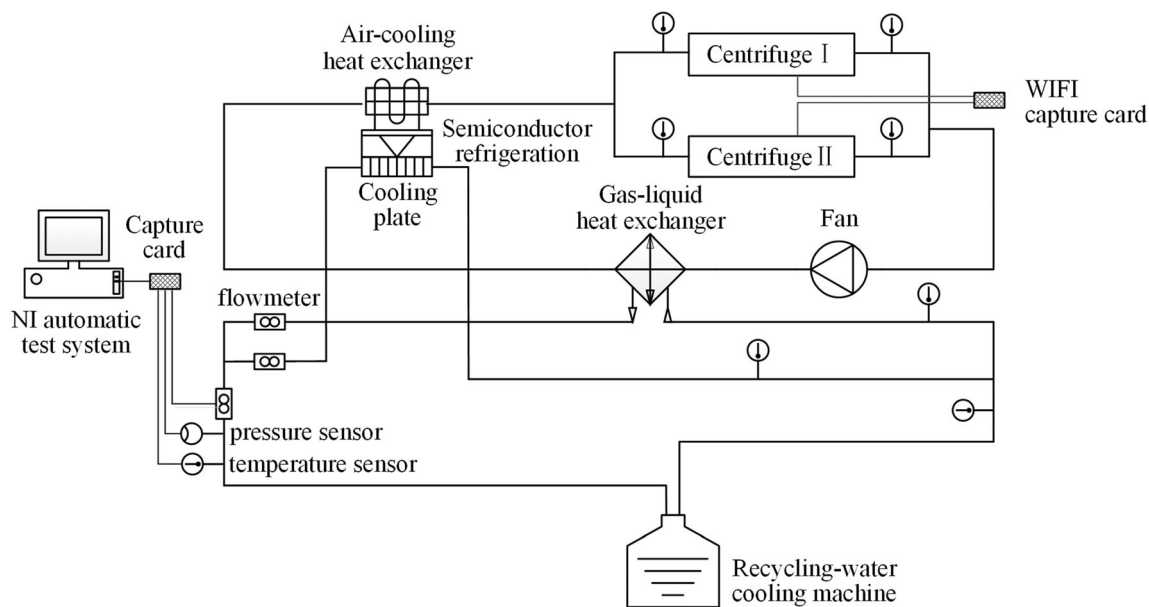 Air-cooling
heat exchanger
Centrifuge I
WIFI
capture card
Semiconductor
refrigeration
Centrifuge II
Cooling
plate
Gas-liquid
heat exchanger
Fan
Capture
card
flowmeter
NI automatic
test system
pressure sensor
temperature sensor
Recycling-water
cooling machine